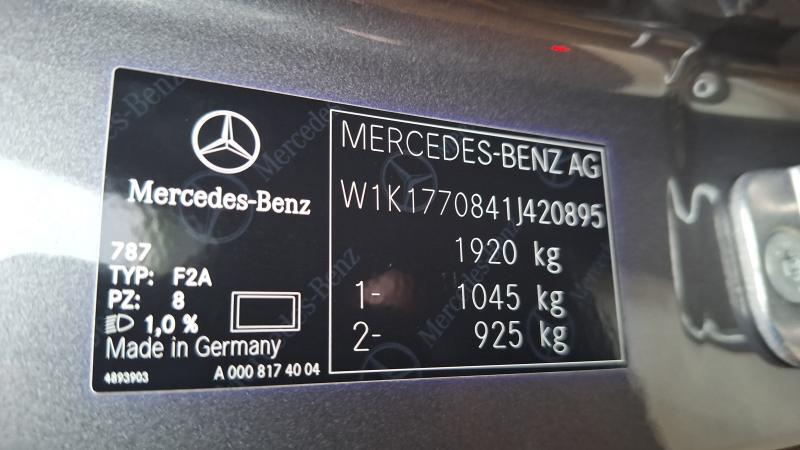 Mercedes-Benz
787
TYP: F2A
PZ: 8
1,0 %
Made in Germany
4893903
A 000 817 40 04
MERCEDES-BENZ AG
W1K1770841J420895
1920 kg
1- 1045 kg
2- 925 kg